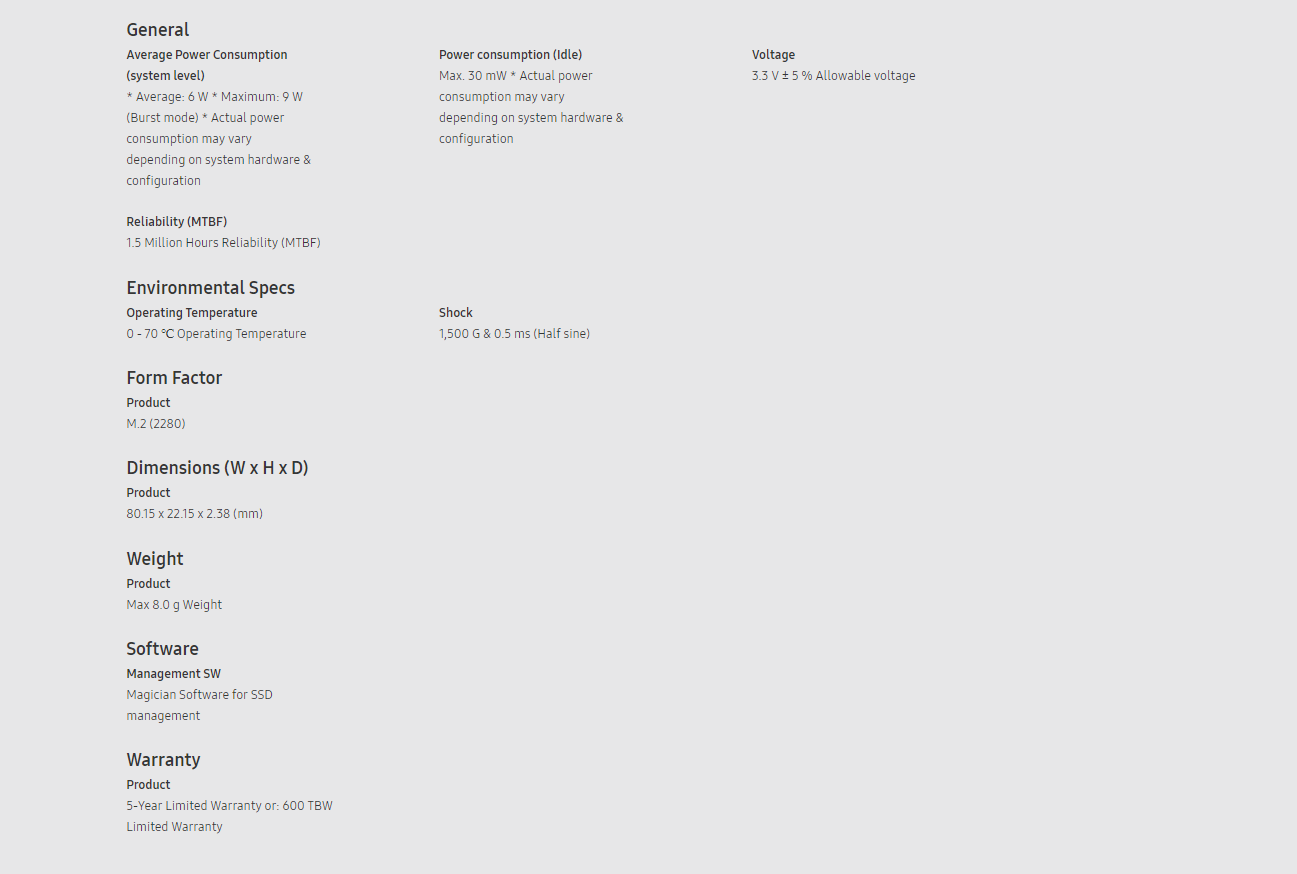 General
Average Power Consumption
(system level)
* Average: 6 W * Maximum: 9 W
(Burst mode) * Actual power
consumption may vary
depending on system hardware &
configuration
Power consumption (Idle)
Max. 30 mW * Actual power
consumption may vary
depending on system hardware &
configuration
Voltage
3.3 V ± 5 % Allowable voltage
Reliability (MTBF)
1.5 Million Hours Reliability (MTBF)
Environmental Specs
Operating Temperature
0 - 70 ℃ Operating Temperature
Shock
1,500 G & 0.5 ms (Half sine)
Form Factor
Product
M.2 (2280)
Dimensions (W x H x D)
Product
80.15 x 22.15 x 2.38 (mm)
Weight
Product
Max 8.0 g Weight
Software
Management SW
Magician Software for SSD
management
Warranty
Product
5-Year Limited Warranty or: 600 TBW
Limited Warranty